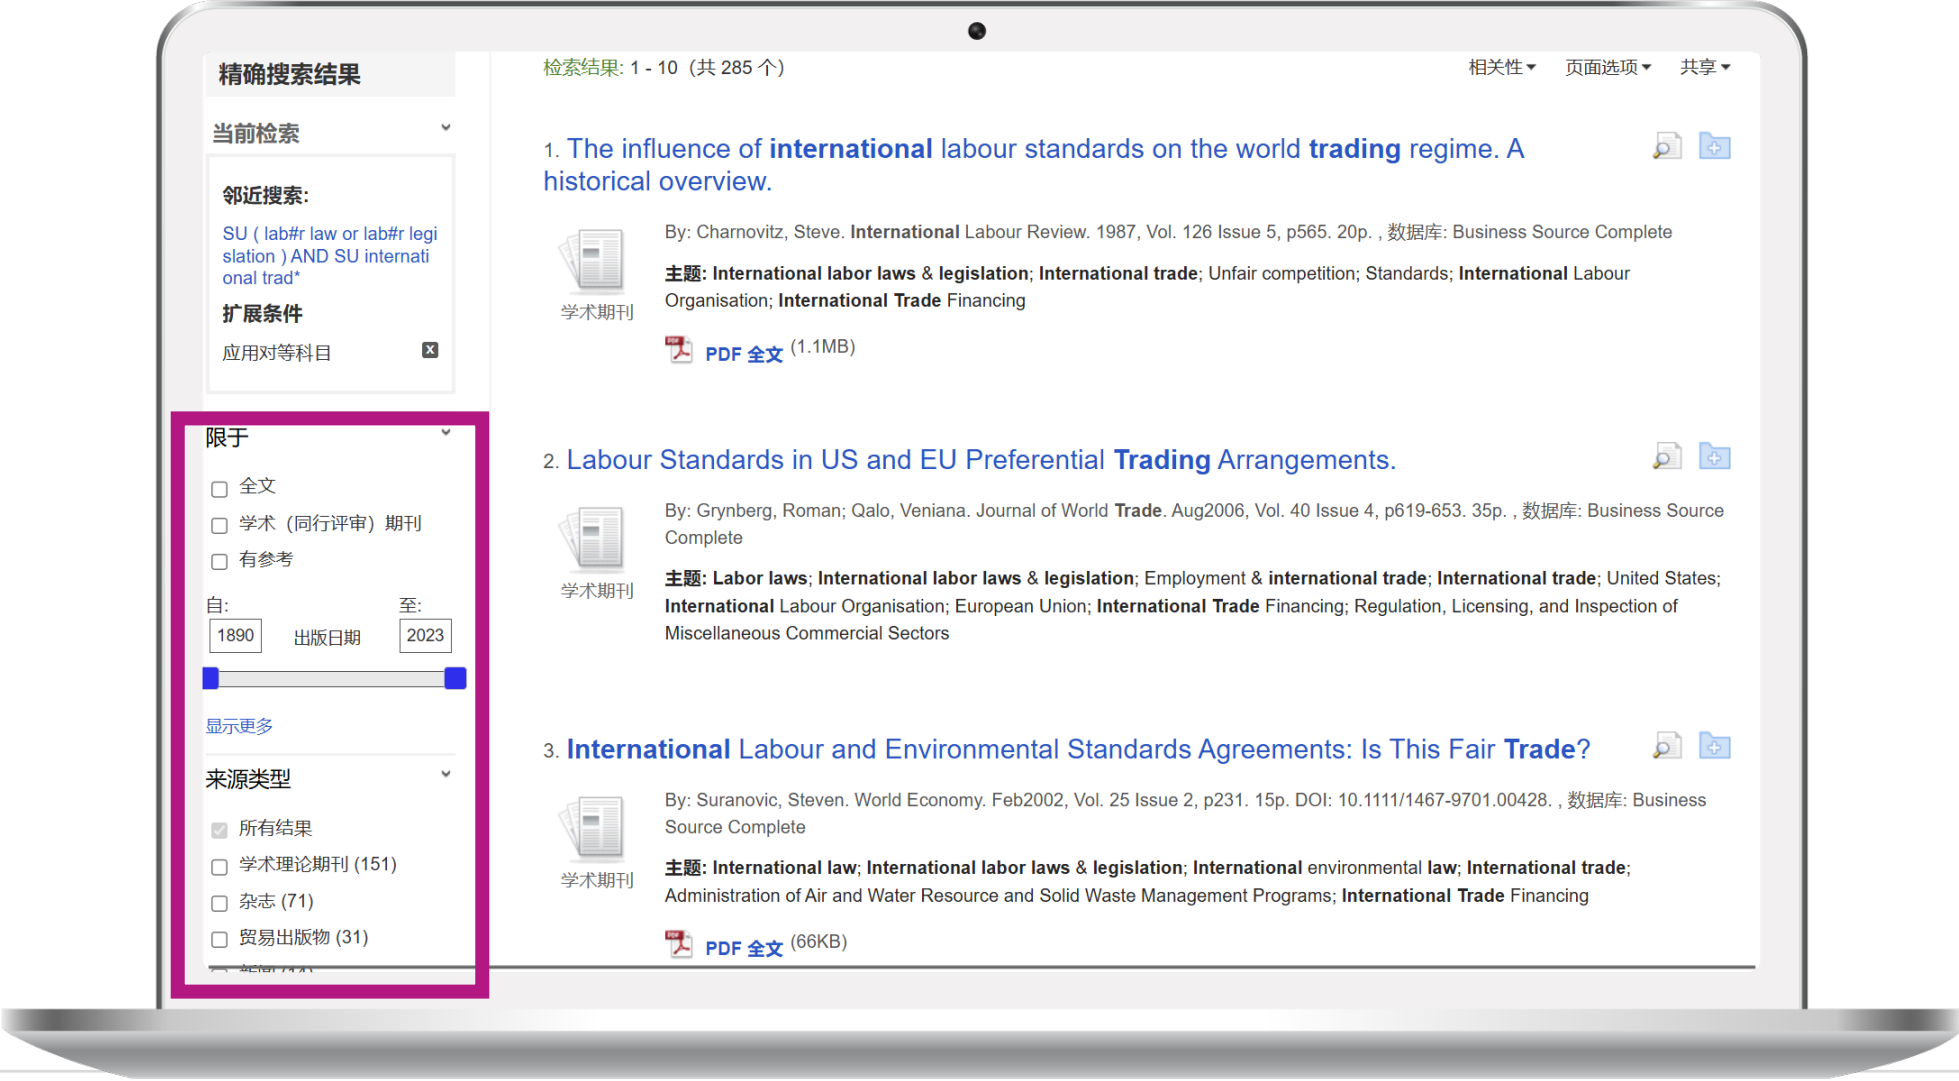 精确搜索结果
当前检索
邻近搜索:
SU ( lab#r law or lab#r legi
slation ) AND SU internati
onal trad*
扩展条件
应用对等科目
限于
全文
学术（同行评审）期刊
有参考
自:
至:
1890
出版日期
2023
显示更多
来源类型
所有结果
学术理论期刊 (151)
杂志 (71)
贸易出版物 (31)
检索结果: 1 - 10（共 285 个）
相关性
页面选项
共享
1. The influence of international labour standards on the world trading regime. A
historical overview.
学术期刊
By: Charnovitz, Steve. International Labour Review. 1987, Vol. 126 Issue 5, p565. 20p. , 数据库: Business Source Complete
主题: International labor laws & legislation; International trade; Unfair competition; Standards; International Labour
Organisation; International Trade Financing
PDF 全文 (1.1MB)
2. Labour Standards in US and EU Preferential Trading Arrangements.
学术期刊
By: Grynberg, Roman; Qalo, Veniana. Journal of World Trade. Aug2006, Vol. 40 Issue 4, p619-653. 35p. , 数据库: Business Source
Complete
主题: Labor laws; International labor laws & legislation; Employment & international trade; International trade; United States;
International Labour Organisation; European Union; International Trade Financing; Regulation, Licensing, and Inspection of
Miscellaneous Commercial Sectors
3. International Labour and Environmental Standards Agreements: Is This Fair Trade?
学术期刊
By: Suranovic, Steven. World Economy. Feb2002, Vol. 25 Issue 2, p231. 15p. DOI: 10.1111/1467-9701.00428. , 数据库: Business
Source Complete
主题: International law; International labor laws & legislation; International environmental law; International trade;
Administration of Air and Water Resource and Solid Waste Management Programs; International Trade Financing
PDF 全文 (66KB)